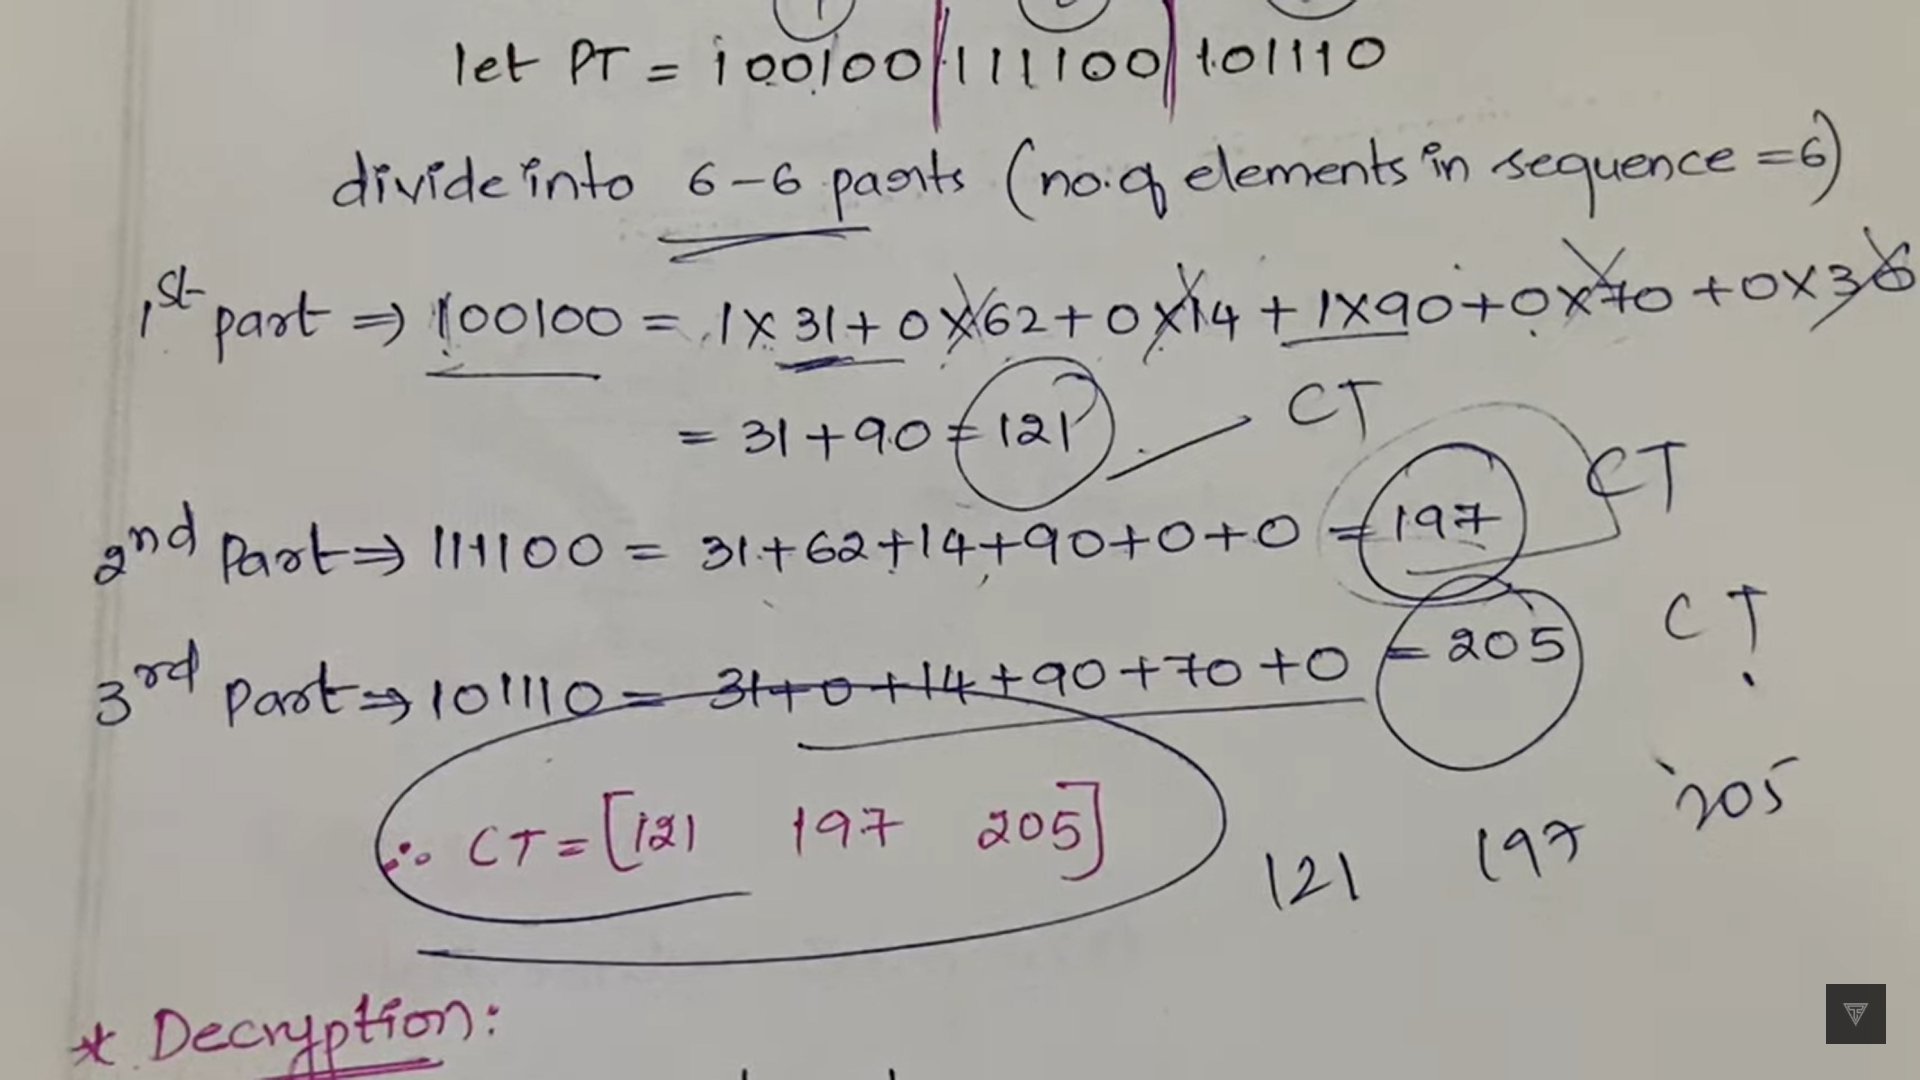 let PT = 100100 | 111100 | 101110
divide into 6-6 parts (no. of elements in sequence = 6)
1st part ⇒ 100100 = 1 x 31 + 0 x 62 + 0 x 14 + 1 x 90 + 0 x 70 + 0 x 36
= 31 + 90 = 121 CT
2nd Part ⇒ 111100 = 31 + 62 + 14 + 90 + 0 + 0 = 197 CT
3rd Part ⇒ 101110 = 31 + 0 + 14 + 90 + 70 + 0 = 205 CT
∴ CT = [121 197 205]
121 197 205
* Decryption: